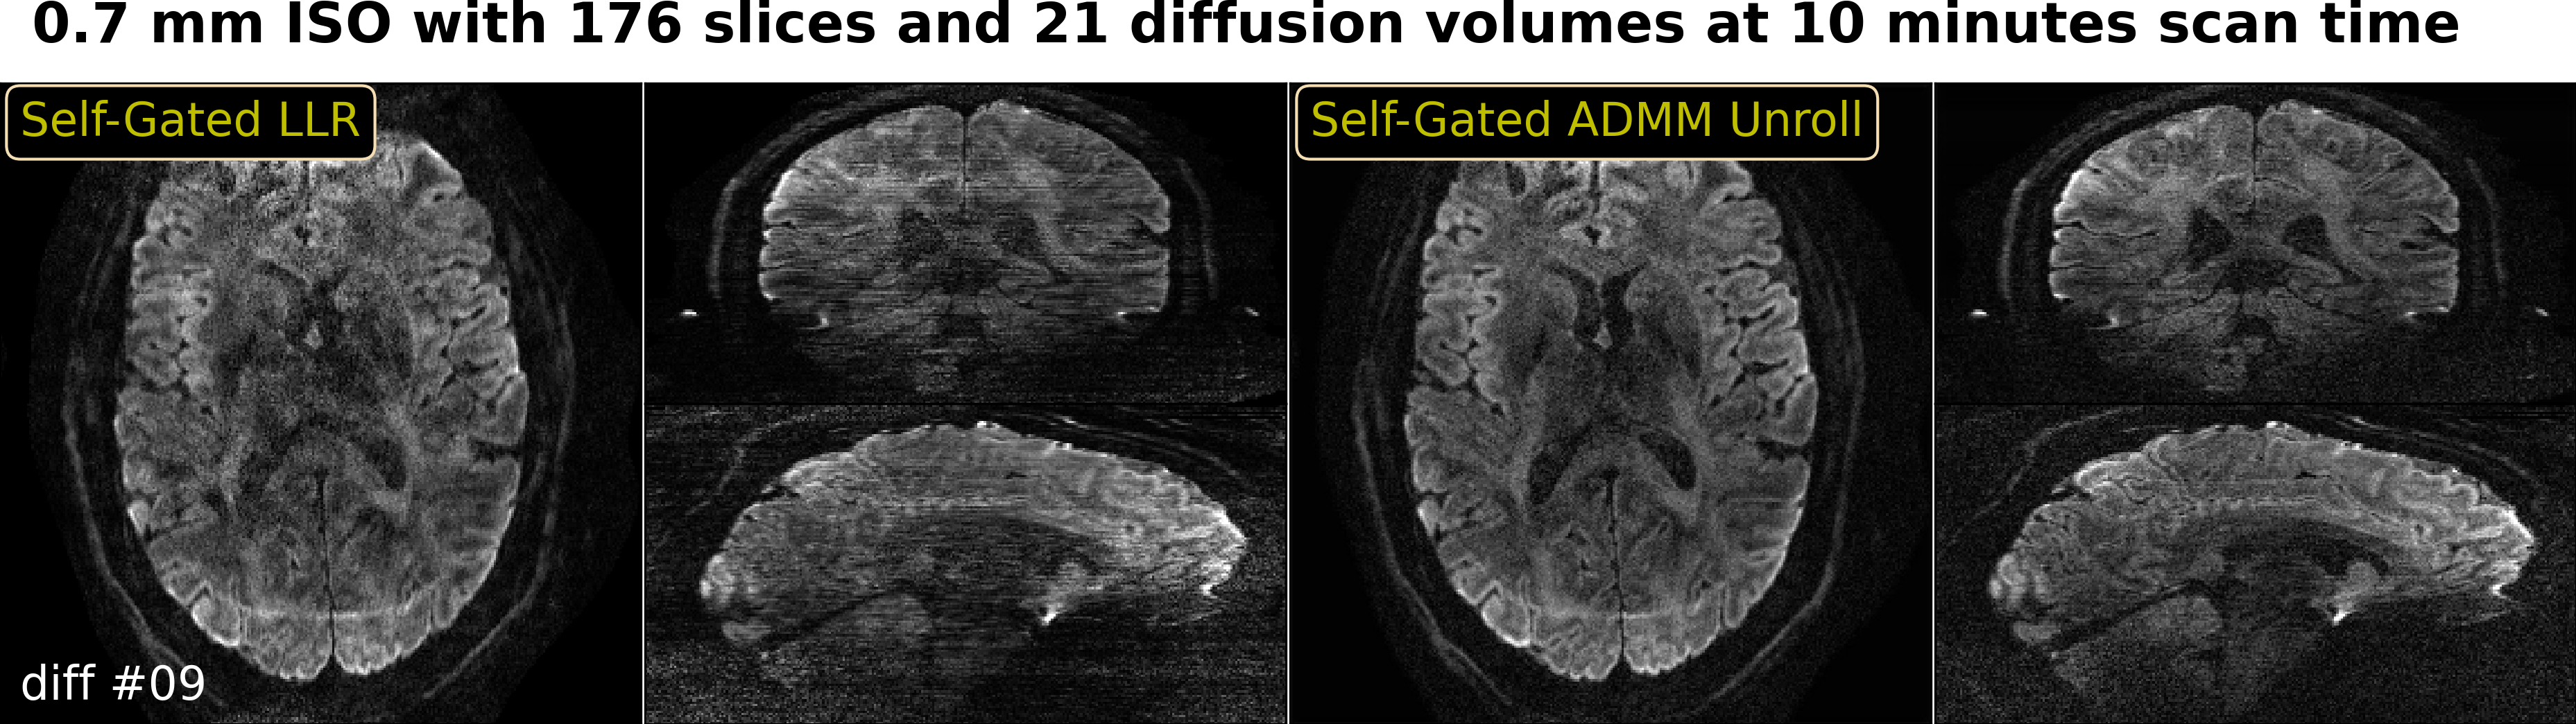 0.7 mm ISO with 176 slices and 21 diffusion volumes at 10 minutes scan time
Self-Gated LLR
Self-Gated ADMM Unroll
diff #09